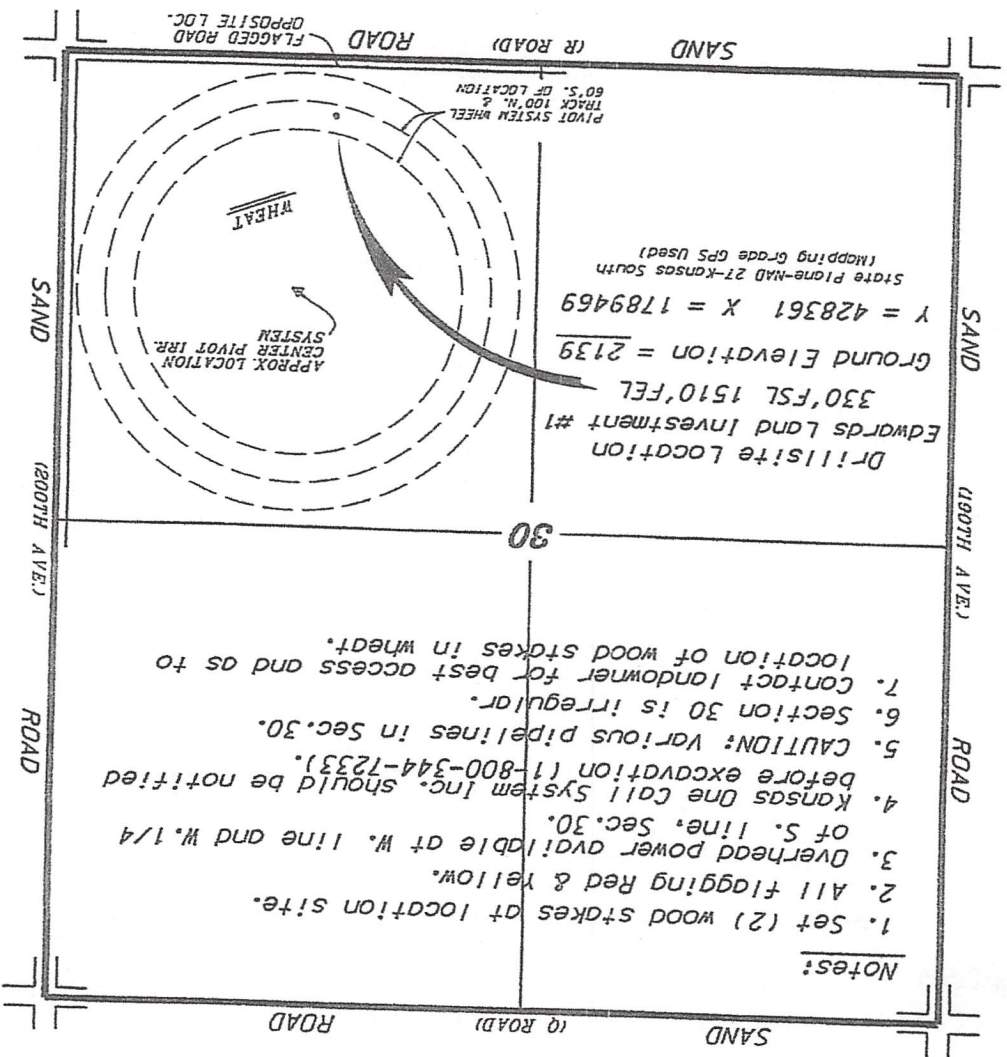 SAND (Q ROAD) ROAD
Notes:
1. Set (2) wood stakes at location site.
2. All flagging Red & Yellow.
3. Overhead power available at W. line and W.1/4
of S. line, Sec.30.
4. Kansas One Call System Inc. should be notified
before excavation (1-800-344-7233).
5. CAUTION: Various pipelines in Sec.30.
6. Section 30 is irregular.
7. Contact landowner for best access and as to
location of wood stakes in wheat.
ROAD
(190TH AVE.)
SAND
ROAD
(200TH AVE.)
SAND
30
Drillsite Location
Edwards Land Investment #1
330'FSL 1510'FEL
Ground Elevation = 2139
Y = 428361 X = 1789469
State Plane-NAD 27-Kansas South
(Mapping Grade GPS Used)
APPROX. LOCATION
CENTER PIVOT IRR.
SYSTEM
WHEAT
PIVOT SYSTEM WHEEL
TRACK 100'N. &
60'S. OF LOCATION
SAND (R ROAD) ROAD
FLAGGED ROAD
OPPOSITE LOC.